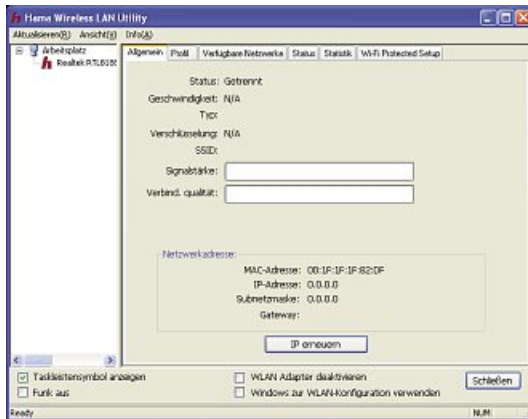 Hama Wireless LAN Utility
Aktualisieren(R) Ansicht(V) Info(A)
Arbeitsplatz
Realtek RTL8188
Allgemein Profil Verfügbare Netzwerke Status Statistik Wi-Fi Protected Setup
Status: Getrennt
Geschwindigkeit: N/A
Typ:
Verschlüsselung: N/A
SSID:
Signalstärke:
Verbind. qualität:
Netzwerkadresse:
MAC-Adresse: 00:1F:1F:1F:82:DF
IP-Adresse: 0.0.0.0
Subnetzmaske: 0.0.0.0
Gateway:
IP erneuern
Taskleistensymbol anzeigen
WLAN Adapter deaktivieren
Funk aus
Windows zur WLAN-Konfiguration verwenden
Schließen
Ready NUM